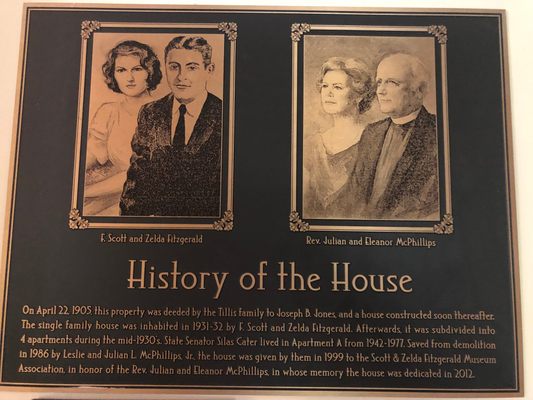 F. Scott and Zelda Fitzgerald
Rev. Julian and Eleanor McPhillips
History of the House
On April 22, 1905 this property was deeded by the Tillis Family to Joseph B. Jones, and a house constructed soon thereafter.
The single family house was inhabited in 1931-32 by F. Scott and Zelda Fitzgerald. Afterwards, it was subdivided into
4 apartments during the mid-1930's. State Senator Silas Cater lived in Apartment A from 1942-1977. Saved from demolition
in 1986 by Leslie and Julian L. McPhillips, Jr., the house was given by them in 1999 to the Scott & Zelda Fitzgerald Museum
Association, in honor of the Rev. Julian and Eleanor McPhillips, in whose memory the house was dedicated in 2012.